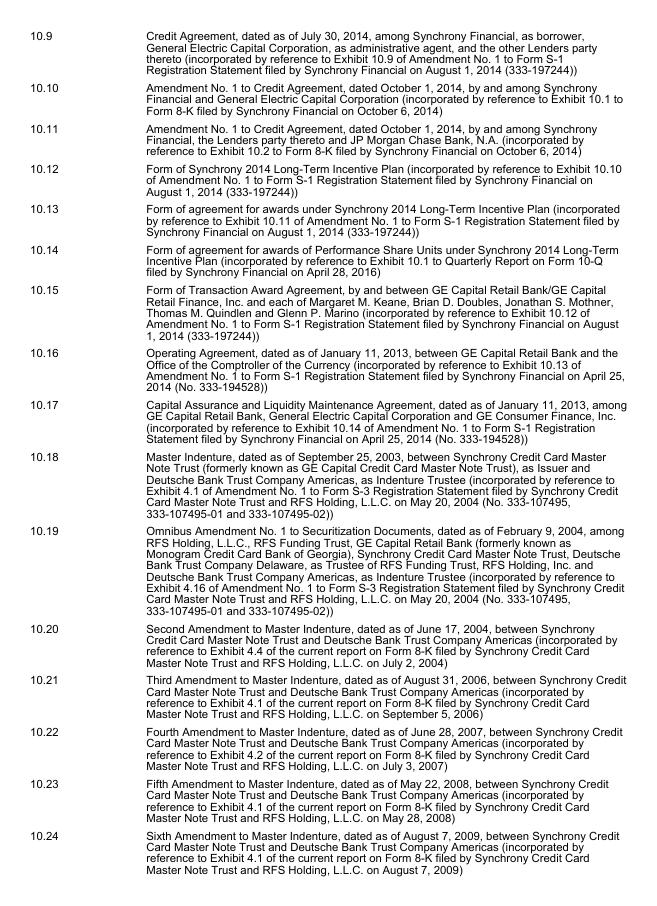 10.9 Credit Agreement, dated as of July 30, 2014, among Synchrony Financial, as borrower,
General Electric Capital Corporation, as administrative agent, and the other Lenders party
thereto (incorporated by reference to Exhibit 10.9 of Amendment No. 1 to Form S-1
Registration Statement filed by Synchrony Financial on August 1, 2014 (333-197244))
10.10 Amendment No. 1 to Credit Agreement, dated October 1, 2014, by and among Synchrony
Financial and General Electric Capital Corporation (incorporated by reference to Exhibit 10.1 to
Form 8-K filed by Synchrony Financial on October 6, 2014)
10.11 Amendment No. 1 to Credit Agreement, dated October 1, 2014, by and among Synchrony
Financial, the Lenders party thereto and JP Morgan Chase Bank, N.A. (incorporated by
reference to Exhibit 10.2 to Form 8-K filed by Synchrony Financial on October 6, 2014)
10.12 Form of Synchrony 2014 Long-Term Incentive Plan (incorporated by reference to Exhibit 10.10
of Amendment No. 1 to Form S-1 Registration Statement filed by Synchrony Financial on
August 1, 2014 (333-197244))
10.13 Form of agreement for awards under Synchrony 2014 Long-Term Incentive Plan (incorporated
by reference to Exhibit 10.11 of Amendment No. 1 to Form S-1 Registration Statement filed by
Synchrony Financial on August 1, 2014 (333-197244))
10.14 Form of agreement for awards of Performance Share Units under Synchrony 2014 Long-Term
Incentive Plan (incorporated by reference to Exhibit 10.1 to Quarterly Report on Form 10-Q
filed by Synchrony Financial on April 28, 2016)
10.15 Form of Transaction Award Agreement, by and between GE Capital Retail Bank/GE Capital
Retail Finance, Inc. and each of Margaret M. Keane, Brian D. Doubles, Jonathan S. Mothner,
Thomas M. Quindlen and Glenn P. Marino (incorporated by reference to Exhibit 10.12 of
Amendment No. 1 to Form S-1 Registration Statement filed by Synchrony Financial on August
1, 2014 (333-197244))
10.16 Operating Agreement, dated as of January 11, 2013, between GE Capital Retail Bank and the
Office of the Comptroller of the Currency (incorporated by reference to Exhibit 10.13 of
Amendment No. 1 to Form S-1 Registration Statement filed by Synchrony Financial on April 25,
2014 (No. 333-194528))
10.17 Capital Assurance and Liquidity Maintenance Agreement, dated as of January 11, 2013, among
GE Capital Retail Bank, General Electric Capital Corporation and GE Consumer Finance, Inc.
(incorporated by reference to Exhibit 10.14 of Amendment No. 1 to Form S-1 Registration
Statement filed by Synchrony Financial on April 25, 2014 (No. 333-194528))
10.18 Master Indenture, dated as of September 25, 2003, between Synchrony Credit Card Master
Note Trust (formerly known as GE Capital Credit Card Master Note Trust), as Issuer and
Deutsche Bank Trust Company Americas, as Indenture Trustee (incorporated by reference to
Exhibit 4.1 of Amendment No. 1 to Form S-3 Registration Statement filed by Synchrony Credit
Card Master Note Trust and RFS Holding, L.L.C. on May 20, 2004 (No. 333-107495,
333-107495-01 and 333-107495-02))
10.19 Omnibus Amendment No. 1 to Securitization Documents, dated as of February 9, 2004, among
RFS Holding, L.L.C., RFS Funding Trust, GE Capital Retail Bank (formerly known as
Monogram Credit Card Bank of Georgia), Synchrony Credit Card Master Note Trust, Deutsche
Bank Trust Company Delaware, as Trustee of RFS Funding Trust, RFS Holding, Inc. and
Deutsche Bank Trust Company Americas, as Indenture Trustee (incorporated by reference to
Exhibit 4.16 of Amendment No. 1 to Form S-3 Registration Statement filed by Synchrony Credit
Card Master Note Trust and RFS Holding, L.L.C. on May 20, 2004 (No. 333-107495,
333-107495-01 and 333-107495-02))
10.20 Second Amendment to Master Indenture, dated as of June 17, 2004, between Synchrony
Credit Card Master Note Trust and Deutsche Bank Trust Company Americas (incorporated by
reference to Exhibit 4.4 of the current report on Form 8-K filed by Synchrony Credit Card
Master Note Trust and RFS Holding, L.L.C. on July 2, 2004)
10.21 Third Amendment to Master Indenture, dated as of August 31, 2006, between Synchrony Credit
Card Master Note Trust and Deutsche Bank Trust Company Americas (incorporated by
reference to Exhibit 4.1 of the current report on Form 8-K filed by Synchrony Credit Card
Master Note Trust and RFS Holding, L.L.C. on September 5, 2006)
10.22 Fourth Amendment to Master Indenture, dated as of June 28, 2007, between Synchrony Credit
Card Master Note Trust and Deutsche Bank Trust Company Americas (incorporated by
reference to Exhibit 4.2 of the current report on Form 8-K filed by Synchrony Credit Card
Master Note Trust and RFS Holding, L.L.C. on July 3, 2007)
10.23 Fifth Amendment to Master Indenture, dated as of May 22, 2008, between Synchrony Credit
Card Master Note Trust and Deutsche Bank Trust Company Americas (incorporated by
reference to Exhibit 4.1 of the current report on Form 8-K filed by Synchrony Credit Card
Master Note Trust and RFS Holding, L.L.C. on May 28, 2008)
10.24 Sixth Amendment to Master Indenture, dated as of August 7, 2009, between Synchrony Credit
Card Master Note Trust and Deutsche Bank Trust Company Americas (incorporated by
reference to Exhibit 4.1 of the current report on Form 8-K filed by Synchrony Credit Card
Master Note Trust and RFS Holding, L.L.C. on August 7, 2009)